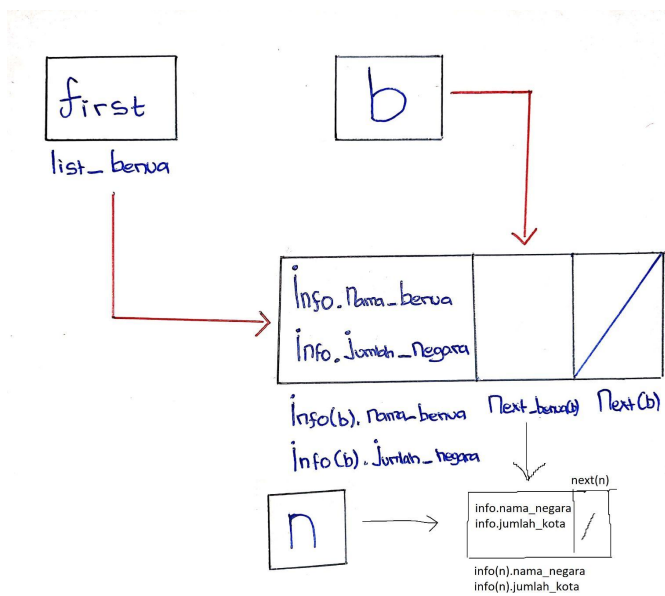 first
list_benua
b
Info.nama_benua
Info.jumlah_negara
Info(b).nama_benua
Info(b).jumlah_negara
Next_benua(b)
Next(b)
n
next(n)
info.nama_negara
info.jumlah_kota
info(n).nama_negara
info(n).jumlah_kota